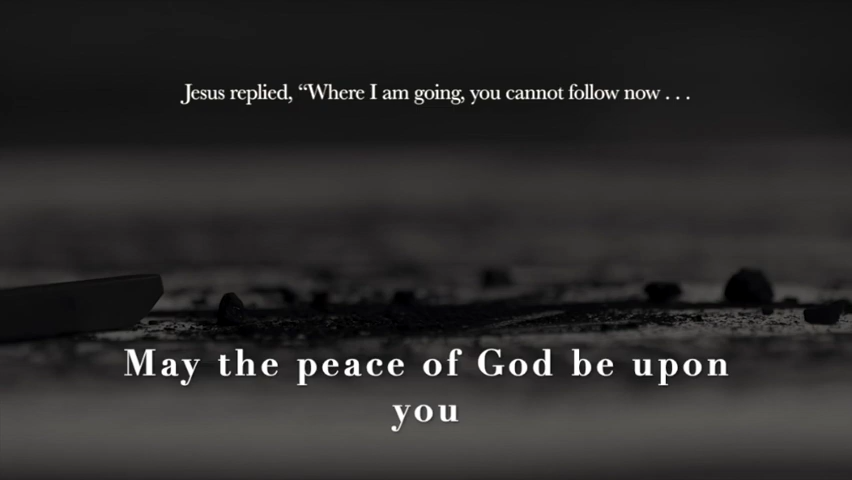 Jesus replied, “Where I am going, you cannot follow now . . .
May the peace of God be upon
you